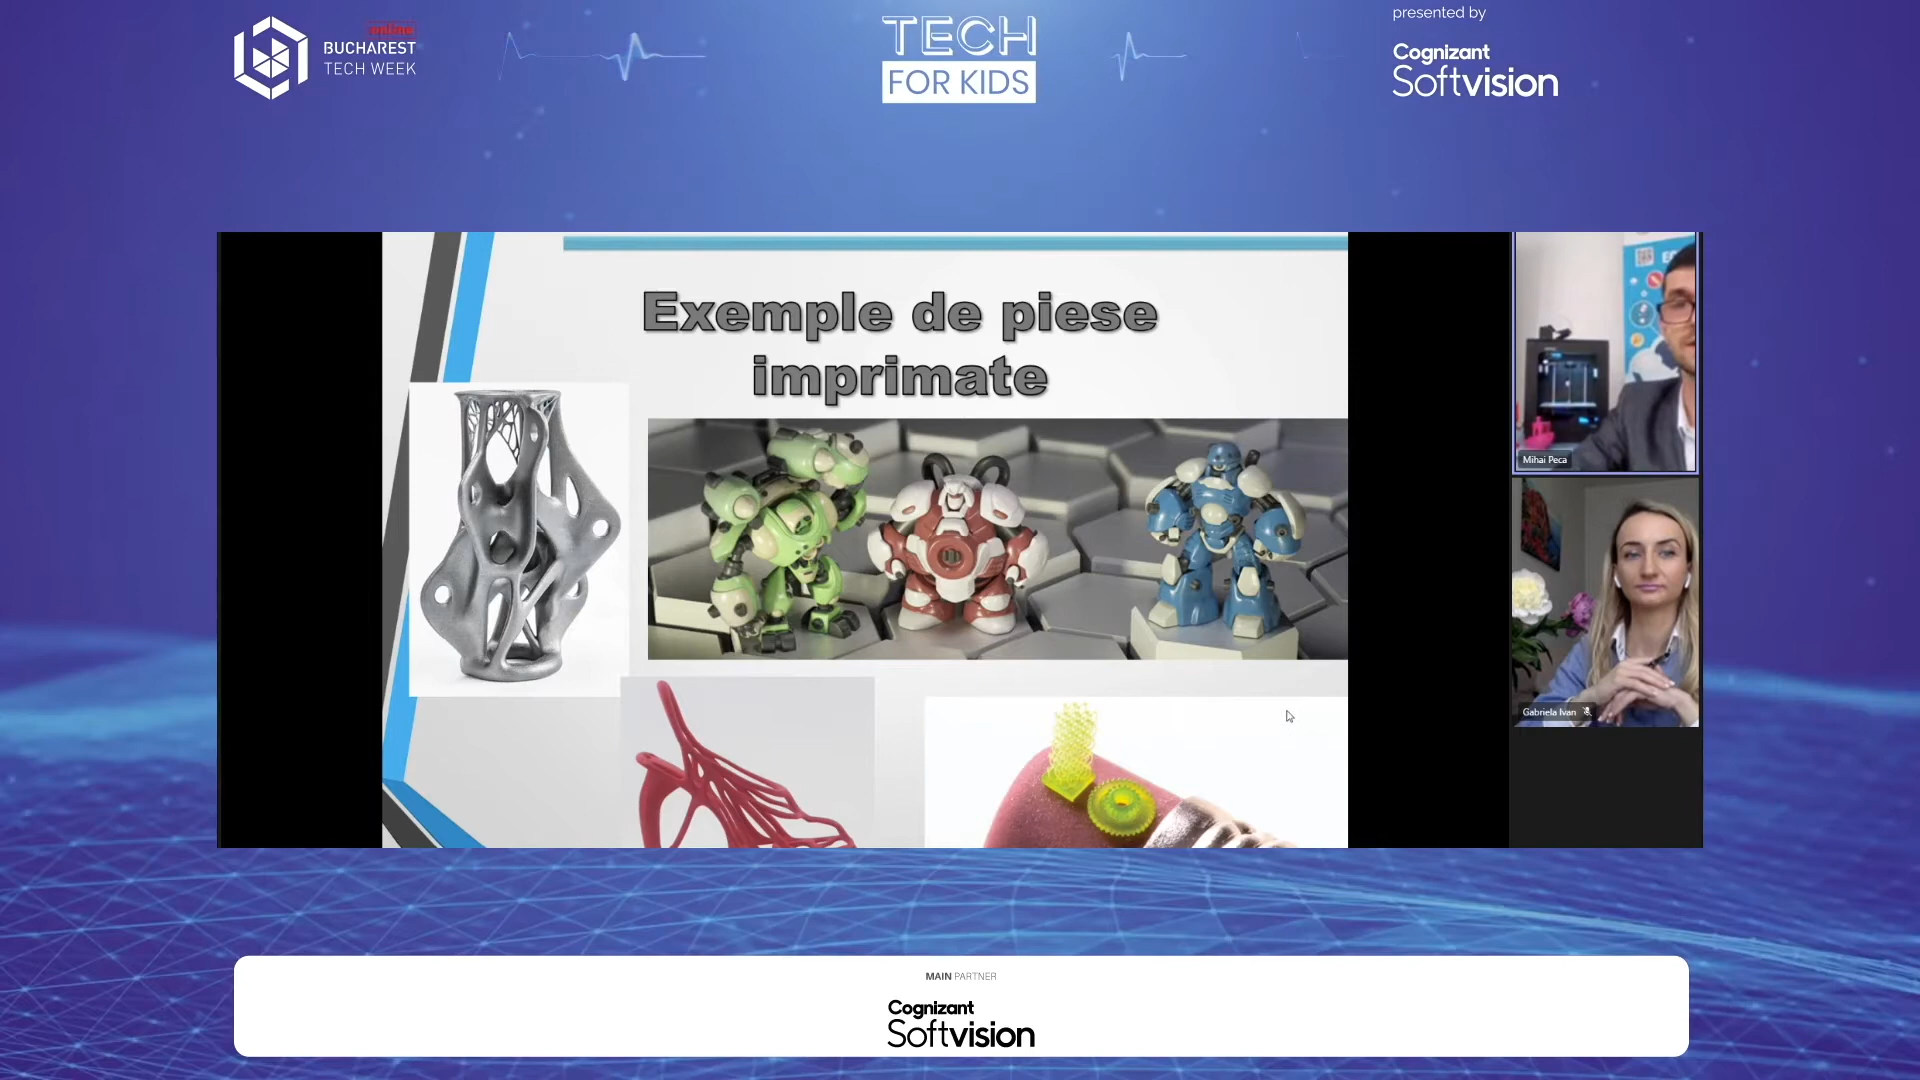 online
BUCHAREST
TECH WEEK
TECH
FOR KIDS
presented by
Cognizant
Softvision
Exemple de piese
imprimate
Mihai Peca
Gabriela Ivan
MAIN PARTNER
Cognizant
Softvision